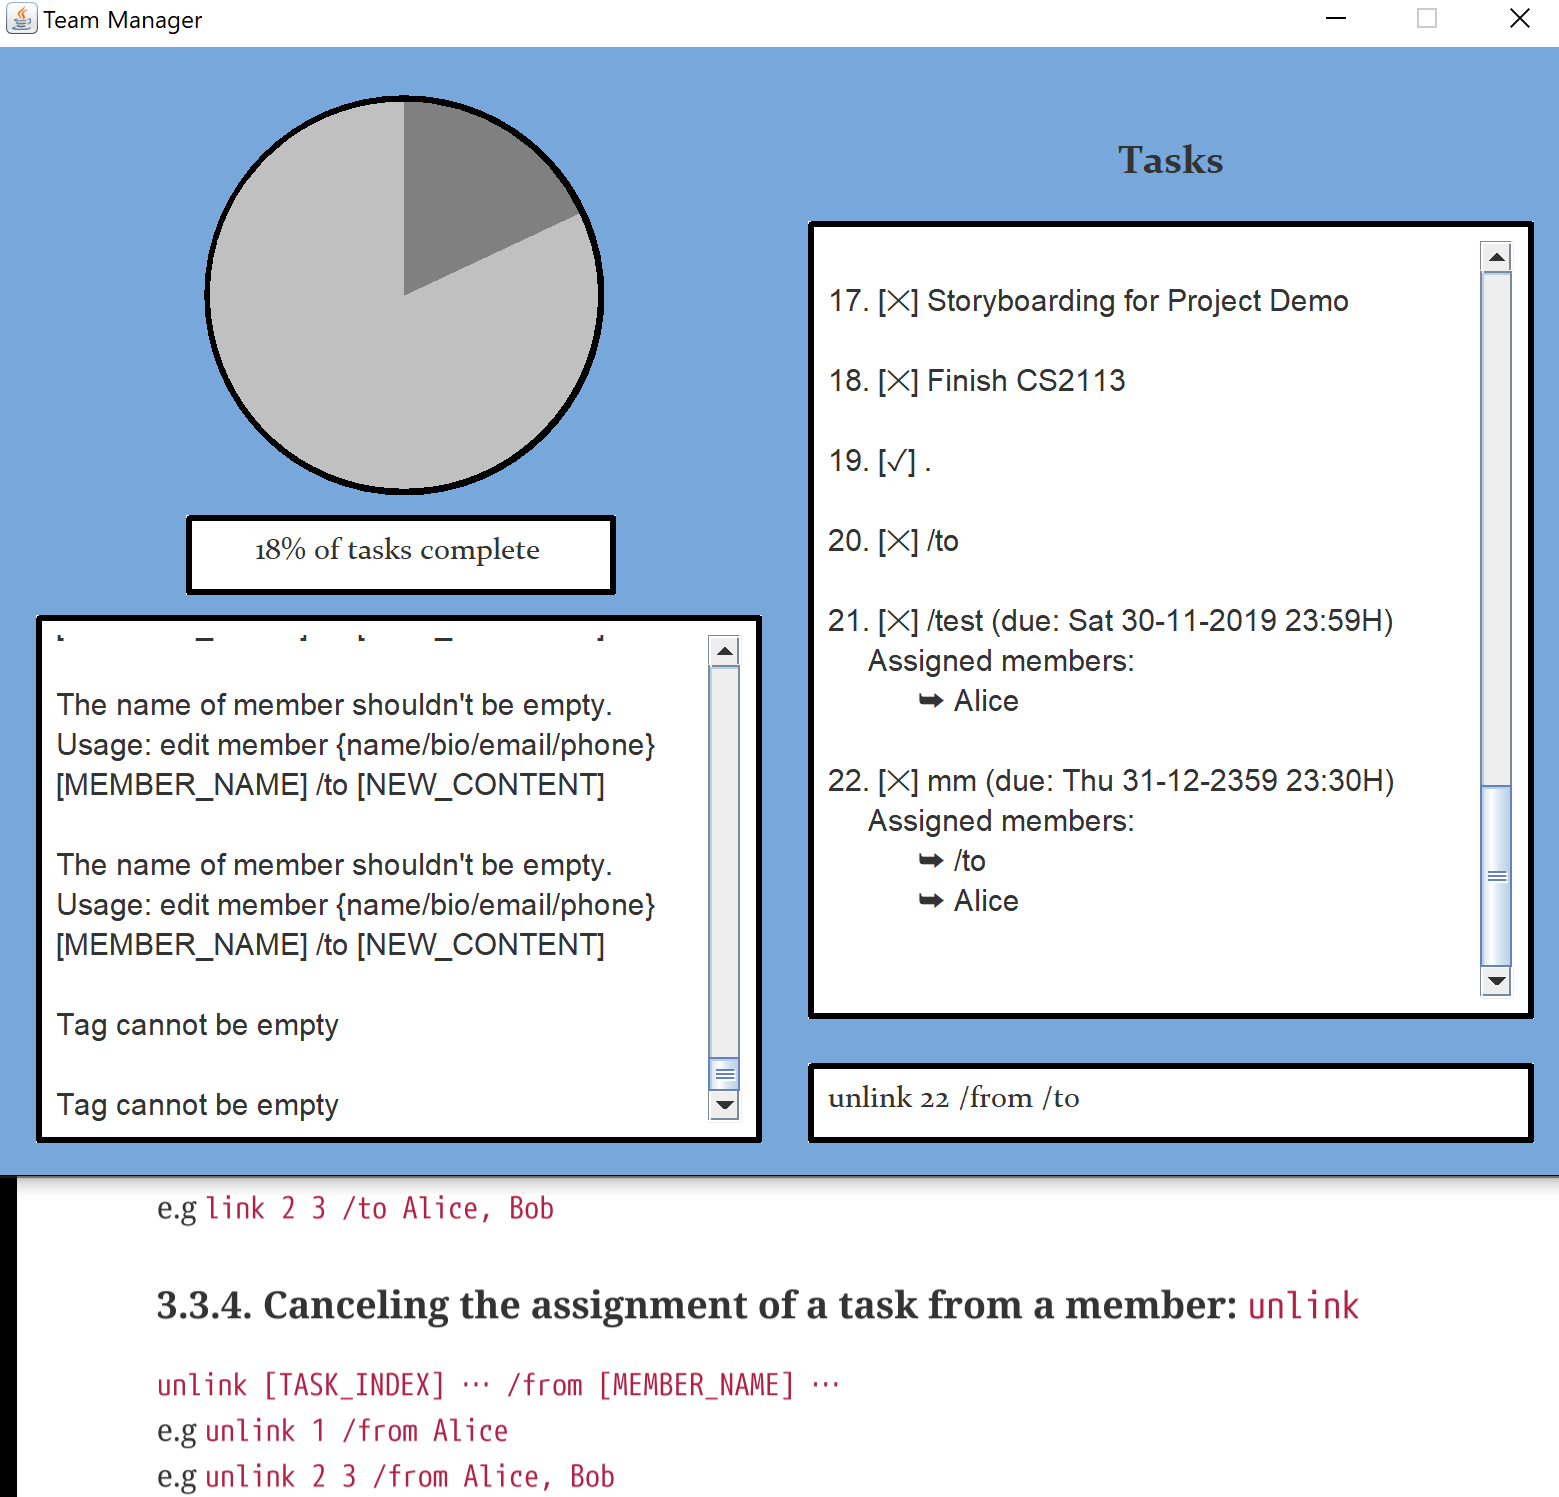 Team Manager
18% of tasks complete
The name of member shouldn't be empty.
Usage: edit member {name/bio/email/phone}
[MEMBER_NAME] /to [NEW_CONTENT]
The name of member shouldn't be empty.
Usage: edit member {name/bio/email/phone}
[MEMBER_NAME] /to [NEW_CONTENT]
Tag cannot be empty
Tag cannot be empty
Tasks
17. [╳] Storyboarding for Project Demo
18. [╳] Finish CS2113
19. [✓] .
20. [╳] /to
21. [╳] /test (due: Sat 30-11-2019 23:59H)
Assigned members:
➥ Alice
22. [╳] mm (due: Thu 31-12-2359 23:30H)
Assigned members:
➥ /to
➥ Alice
unlink 22 /from /to
e.g link 2 3 /to Alice, Bob
3.3.4. Canceling the assignment of a task from a member: unlink
unlink [TASK_INDEX] ⋯ /from [MEMBER_NAME] ⋯
e.g unlink 1 /from Alice
e.g unlink 2 3 /from Alice, Bob